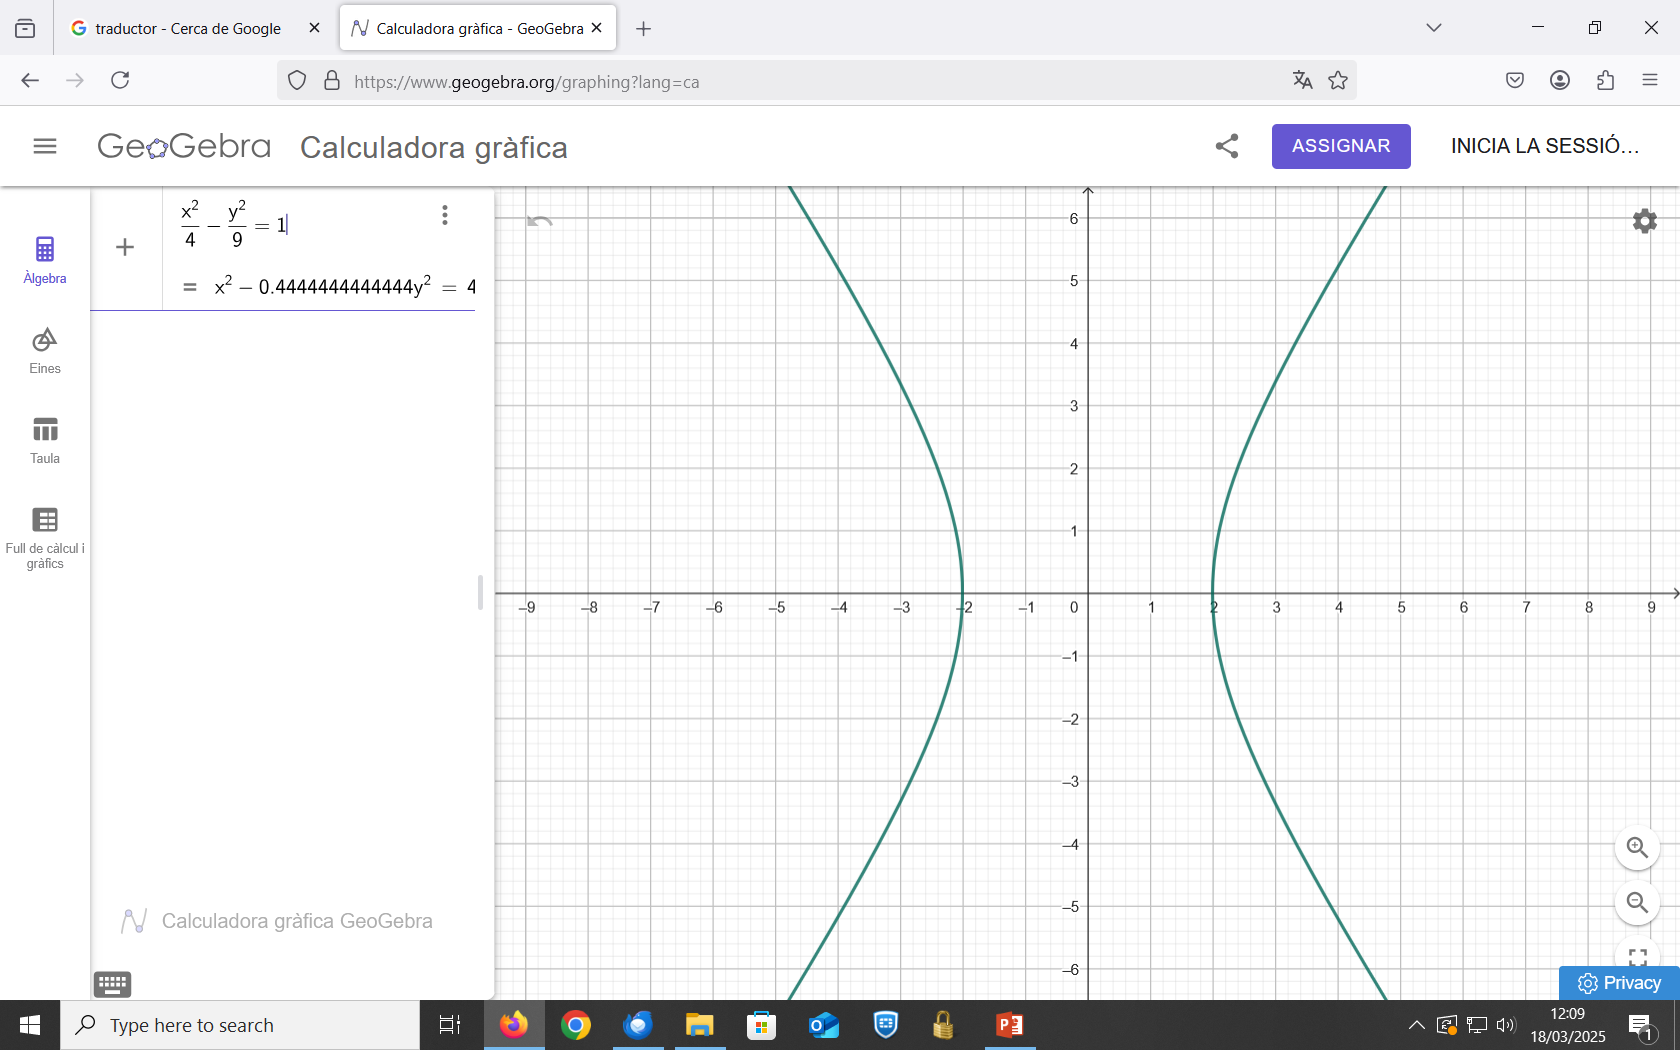 traductor - Cerca de Google
Calculadora gràfica - GeoGebra
https://www.geogebra.org/graphing?lang=ca
GeoGebra Calculadora gràfica
ASSIGNAR
INICIA LA SESSIÓ...
Àlgebra
Eines
Taula
Full de càlcul i
gràfics
x²/4 − y²/9 = 1
= x² − 0.4444444444444y² = 4
Calculadora gràfica GeoGebra
6
5
4
3
2
1
–9 –8 –7 –6 –5 –4 –3 –2 –1 0 1 2 3 4 5 6 7 8 9
–1
–2
–3
–4
–5
–6
Privacy
Type here to search
12:09
18/03/2025
1